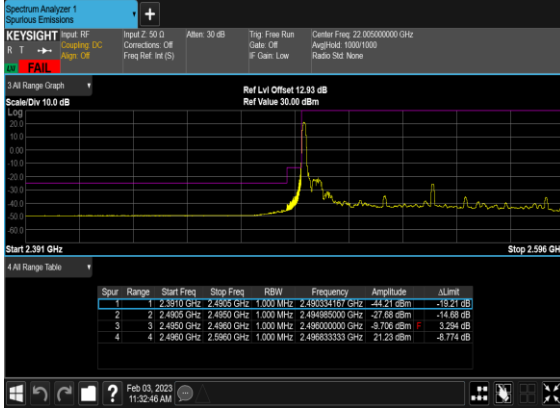 Spectrum Analyzer 1
Spurious Emissions
KEYSIGHT
R T
LXI
FAIL
Input: RF
Coupling: DC
Align: Off
Input Z: 50 Ω
Corrections: Off
Freq Ref: Int (S)
Atten: 30 dB
Trig: Free Run
Gate: Off
IF Gain: Low
Center Freq: 22.005000000 GHz
Avg|Hold: 1000/1000
Radio Std: None
3 All Range Graph
Scale/Div 10.0 dB
Ref Lvl Offset 12.93 dB
Ref Value 30.00 dBm
Log
20.0
10.0
0.00
-10.0
-20.0
-30.0
-40.0
-50.0
-60.0
Start 2.391 GHz
Stop 2.596 GHz
4 All Range Table
Spur Range Start Freq Stop Freq RBW Frequency Amplitude ΔLimit
1 1 2.3910 GHz 2.4905 GHz 1.000 MHz 2.490334167 GHz -44.21 dBm -19.21 dB
2 2 2.4905 GHz 2.4950 GHz 1.000 MHz 2.494985000 GHz -27.68 dBm -14.68 dB
3 3 2.4950 GHz 2.4960 GHz 1.000 MHz 2.496000000 GHz -9.706 dBm F 3.294 dB
4 4 2.4960 GHz 2.5960 GHz 1.000 MHz 2.496833333 GHz 21.23 dBm -8.774 dB
Feb 03, 2023
11:32:46 AM